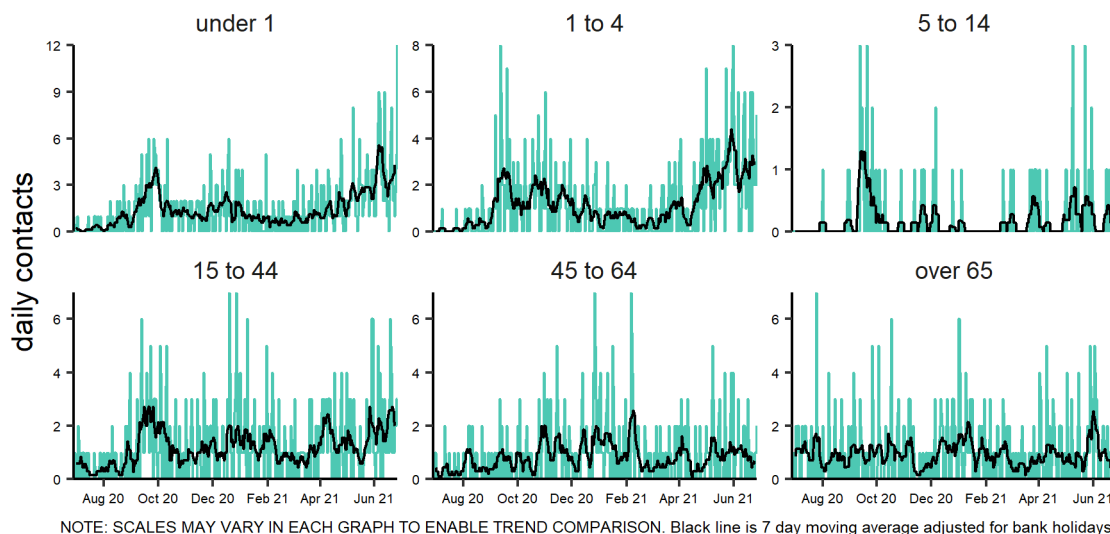 under 1
1 to 4
5 to 14
12
9
6
3
0
8
6
4
2
0
3
2
1
0
daily contacts
15 to 44
45 to 64
over 65
6
4
2
0
6
4
2
0
6
4
2
0
Aug 20 Oct 20 Dec 20 Feb 21 Apr 21 Jun 21
Aug 20 Oct 20 Dec 20 Feb 21 Apr 21 Jun 21
Aug 20 Oct 20 Dec 20 Feb 21 Apr 21 Jun 21
NOTE: SCALES MAY VARY IN EACH GRAPH TO ENABLE TREND COMPARISON. Black line is 7 day moving average adjusted for bank holidays